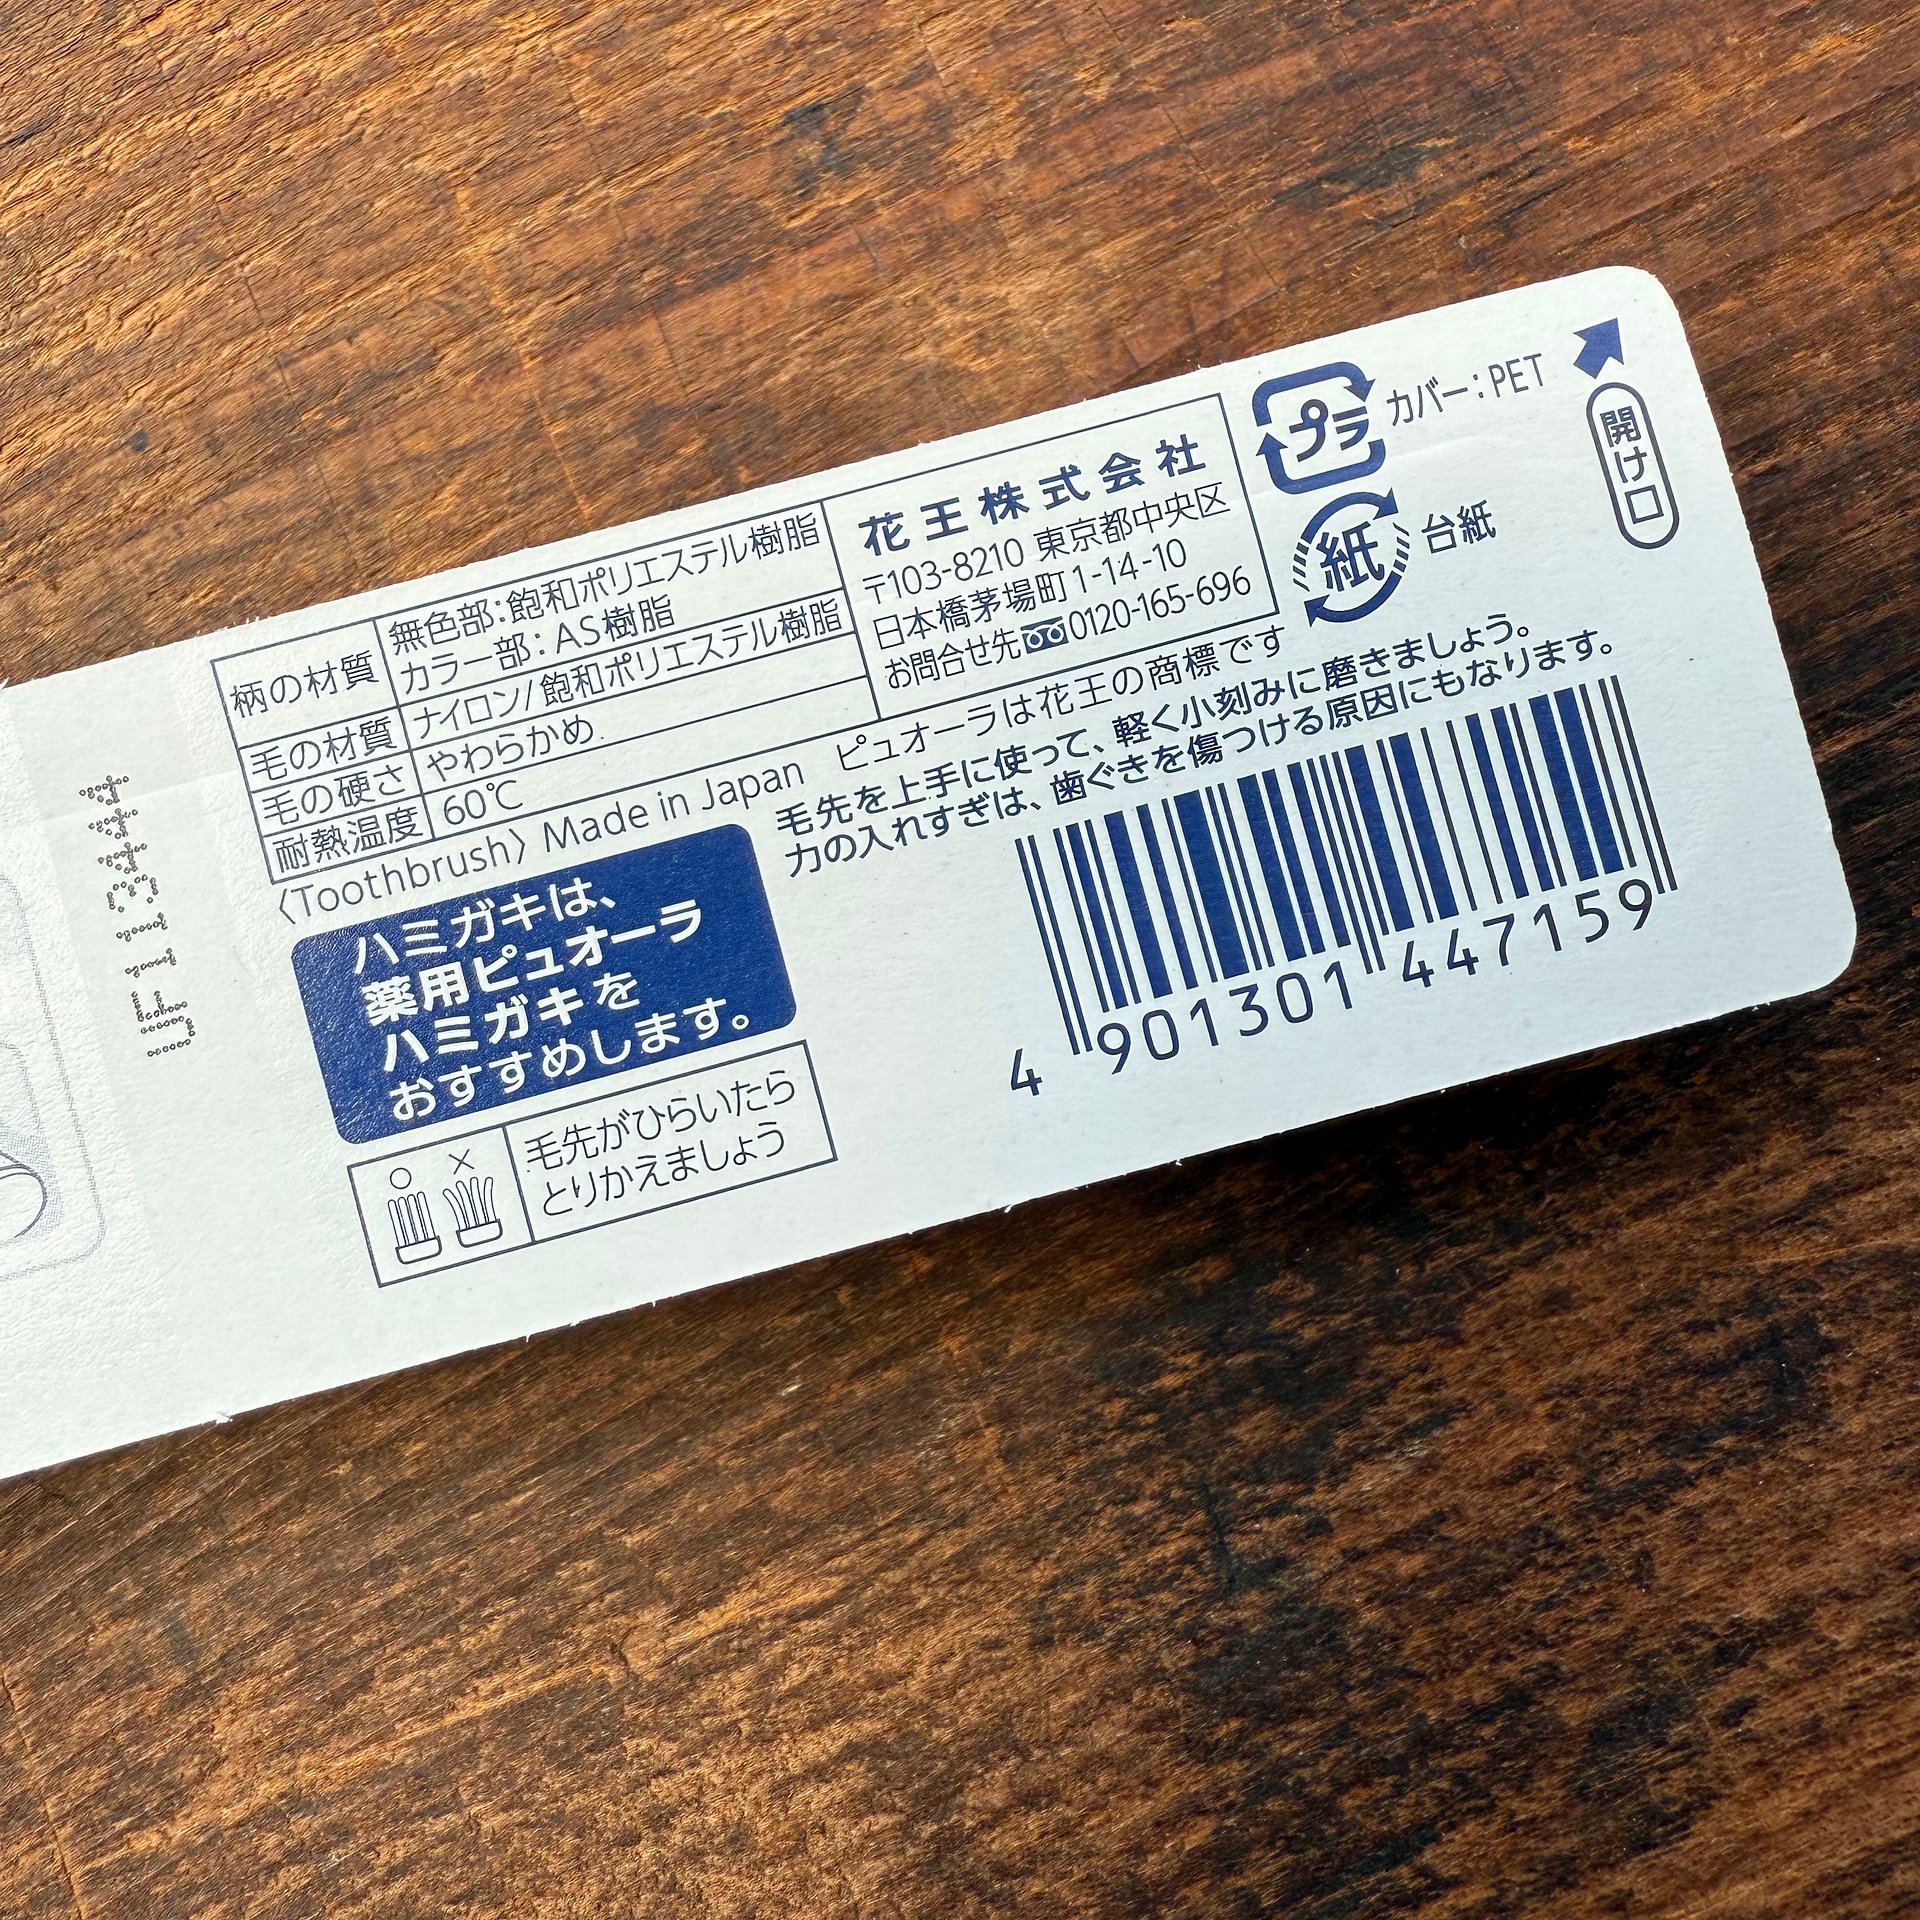 柄の材質 無色部:飽和ポリエステル樹脂
カラー部:AS樹脂
毛の材質 ナイロン/飽和ポリエステル樹脂
毛の硬さ やわらかめ
耐熱温度 60℃
花王株式会社
〒103-8210 東京都中央区
日本橋茅場町1-14-10
お問合せ先 0120-165-696
プラ カバー:PET
紙 台紙
開け口
〈Toothbrush〉 Made in Japan ピュオーラは花王の商標です
毛先を上手に使って、軽く小刻みに磨きましょう。
力の入れすぎは、歯ぐきを傷つける原因にもなります。
ハミガキは、
薬用ピュオーラ
ハミガキを
おすすめします。
毛先がひらいたら
とりかえましょう
4 901301 447159